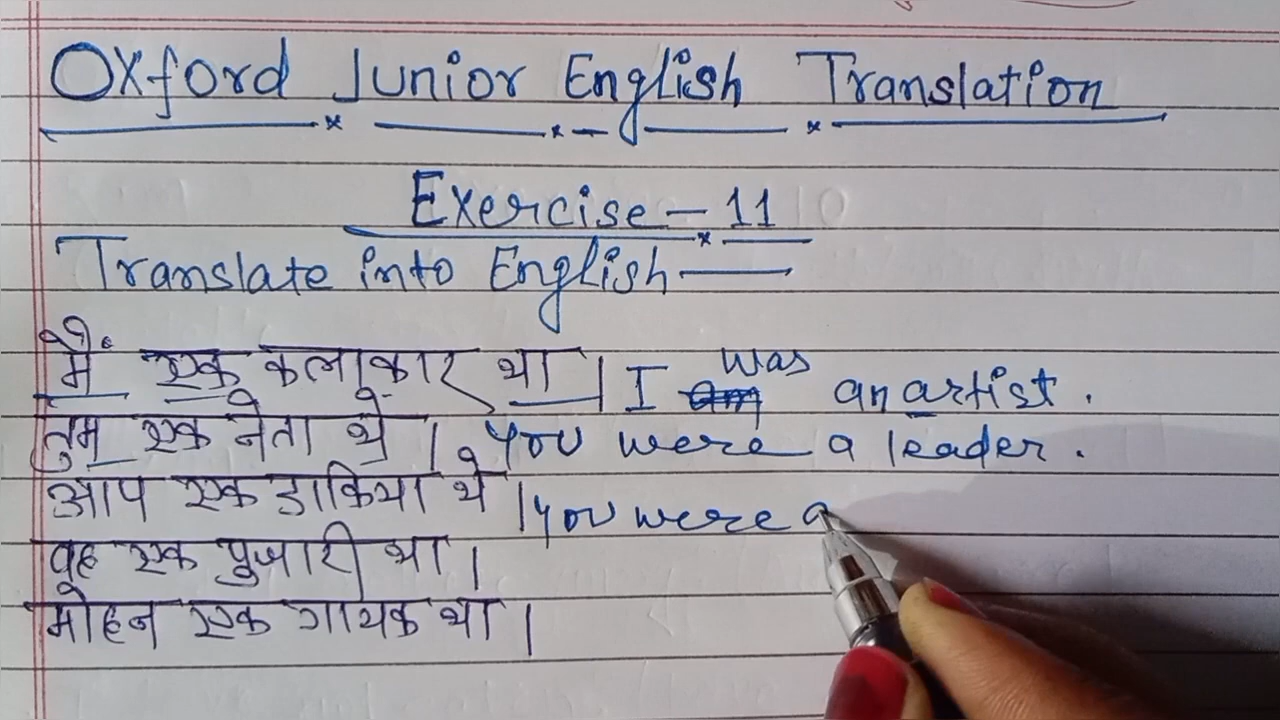 Oxford Junior English Translation
Exercise - 11
Translate into English
मैं एक कलाकार था । I was an artist .
तुम एक नेता थे । You were a leader .
आप एक डाकिया थे । You were a
वह एक पुजारी था ।
मोहन एक गायक था ।